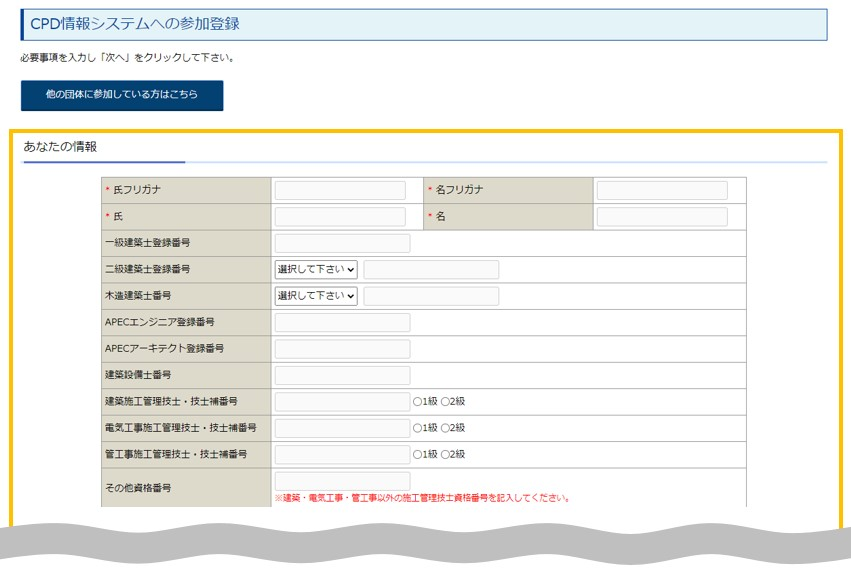 CPD情報システムへの参加登録
必要事項を入力し「次へ」をクリックして下さい。
他の団体に参加している方はこちら
あなたの情報
* 氏フリガナ
* 名フリガナ
* 氏
* 名
一級建築士登録番号
二級建築士登録番号 選択して下さい
木造建築士番号 選択して下さい
APECエンジニア登録番号
APECアーキテクト登録番号
建築設備士番号
建築施工管理技士・技士補番号 ○1級 ○2級
電気工事施工管理技士・技士補番号 ○1級 ○2級
管工事施工管理技士・技士補番号 ○1級 ○2級
その他資格番号
※建築・電気工事・管工事以外の施工管理技士資格番号を記入してください。